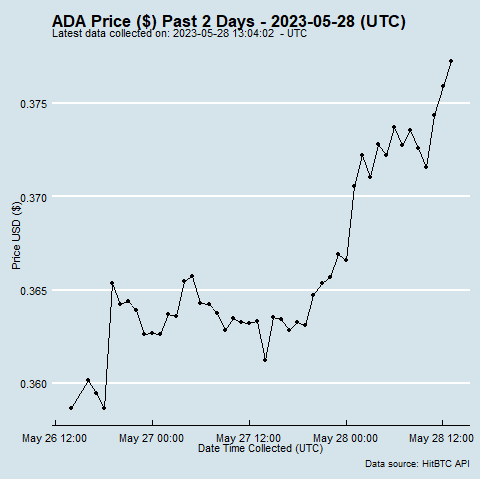 ADA Price ($) Past 2 Days - 2023-05-28 (UTC)
Latest data collected on: 2023-05-28 13:04:02 - UTC
0.375
0.370
Price USD ($)
0.365
0.360
May 26 12:00
May 27 00:00
May 27 12:00
May 28 00:00
May 28 12:00
Date Time Collected (UTC)
Data source: HitBTC API